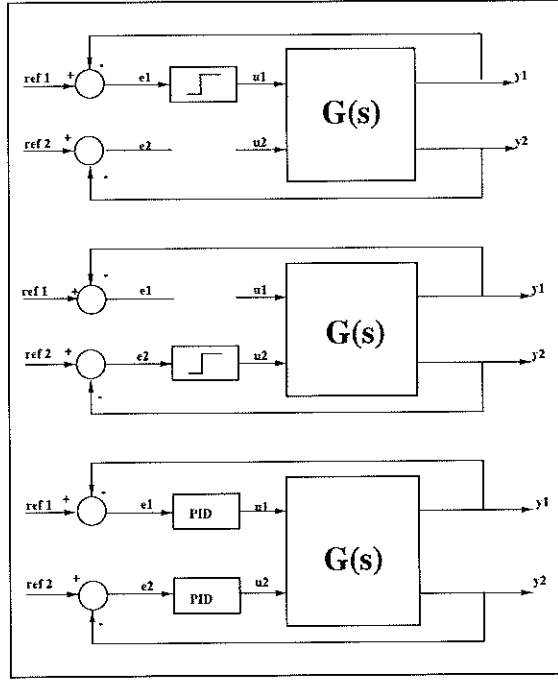 ref 1 + - e1 u1 y1
G(s)
ref 2 + - e2 u2 y2
ref 1 + - e1 u1 y1
G(s)
ref 2 + - e2 u2 y2
ref 1 + - e1 PID u1 y1
G(s)
ref 2 + - e2 PID u2 y2